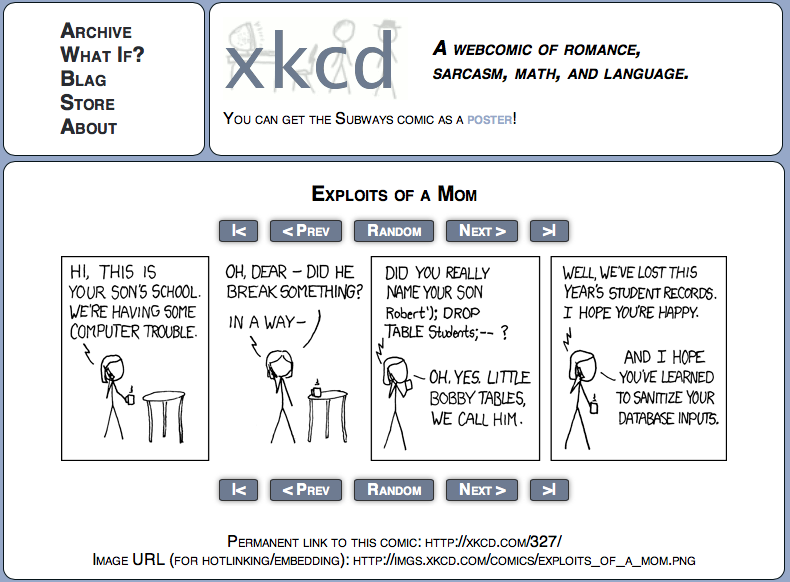 Archive
What If?
Blag
Store
About
xkcd
A webcomic of romance,
sarcasm, math, and language.
You can get the Subways comic as a poster!
Exploits of a Mom
|<
< Prev
Random
Next >
>|
HI, THIS IS
YOUR SON'S SCHOOL.
WE'RE HAVING SOME
COMPUTER TROUBLE.
OH, DEAR – DID HE
BREAK SOMETHING?
IN A WAY–
DID YOU REALLY
NAME YOUR SON
Robert'); DROP
TABLE Students;-- ?
OH, YES. LITTLE
BOBBY TABLES,
WE CALL HIM.
WELL, WE'VE LOST THIS
YEAR'S STUDENT RECORDS.
I HOPE YOU'RE HAPPY.
AND I HOPE
YOU'VE LEARNED
TO SANITIZE YOUR
DATABASE INPUTS.
|<
< Prev
Random
Next >
>|
Permanent link to this comic: http://xkcd.com/327/
Image URL (for hotlinking/embedding): http://imgs.xkcd.com/comics/exploits_of_a_mom.png